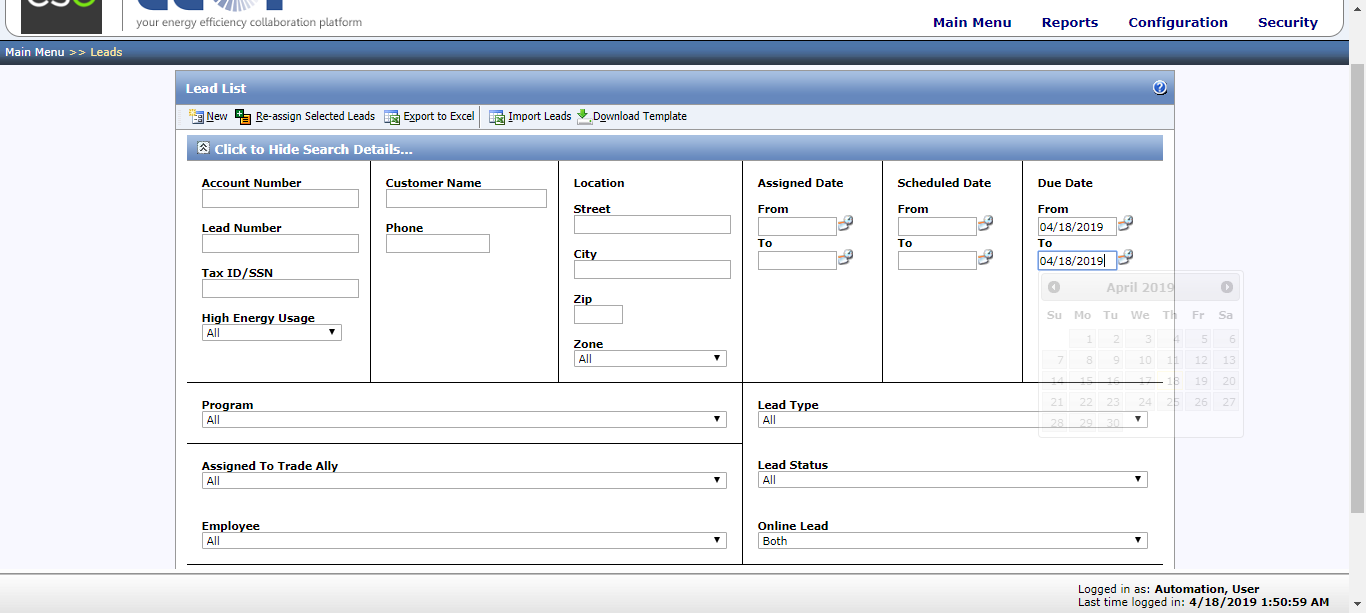 eso
your energy efficiency collaboration platform
Main Menu Reports Configuration Security
Main Menu >> Leads
Lead List
New Re-assign Selected Leads Export to Excel Import Leads Download Template
Click to Hide Search Details...
Account Number
Lead Number
Tax ID/SSN
High Energy Usage
All
Customer Name
Phone
Location
Street
City
Zip
Zone
All
Assigned Date
From
To
Scheduled Date
From
To
Due Date
From
04/18/2019
To
04/18/2019
April 2019
Su Mo Tu We Th Fr Sa
1 2 3 4 5 6
7 8 9 10 11 12 13
14 15 16 17 18 19 20
21 22 23 24 25 26 27
28 29 30
Program
All
Lead Type
All
Assigned To Trade Ally
All
Lead Status
All
Employee
All
Online Lead
Both
Logged in as: Automation, User
Last time logged in: 4/18/2019 1:50:59 AM